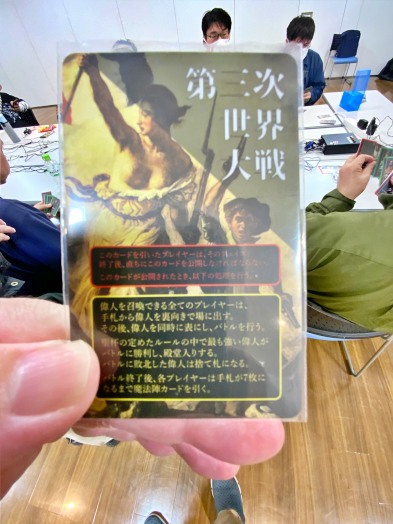 第三次
世界
大戦
このカードを引いたプレイヤーは、その
終了後、直ちにこのカードを公開しなければならない。
このカードが公開されたとき、以下の処理を行う。
偉人を召喚できる全てのプレイヤーは、
手札から偉人を裏向きで場に出す。
その後、偉人を同時に表にし、バトルを行う。
聖杯の定めたルールの中で最も強い偉人が
バトルに勝利し、殿堂入りする。
バトルに敗北した偉人は捨て札になる。
バトル終了後、各プレイヤーは手札が7枚
になるまで魔法陣カードを引く。